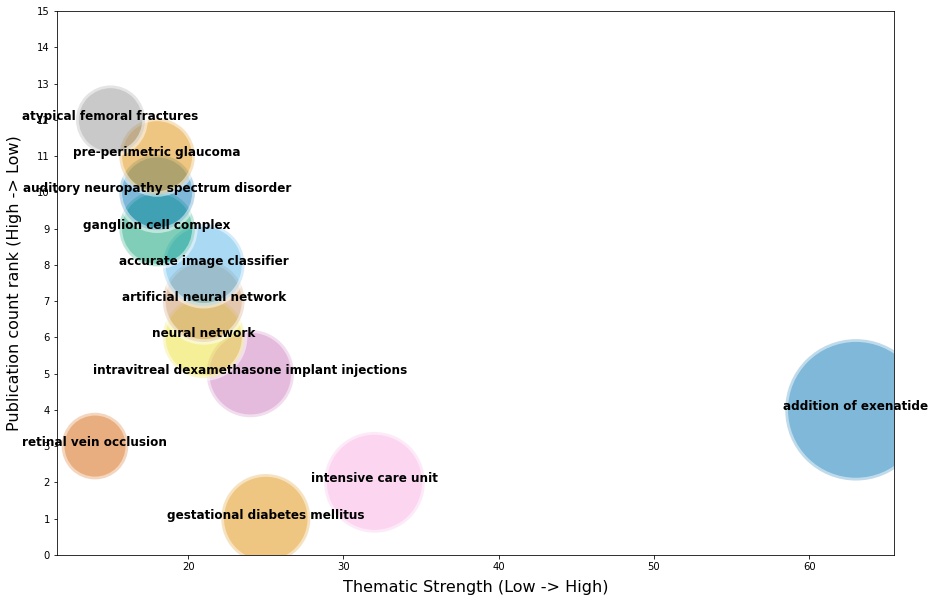 15
14
13
12
atypical femoral fractures
11
pre-perimetric glaucoma
10
auditory neuropathy spectrum disorder
9
ganglion cell complex
8
accurate image classifier
7
artificial neural network
6
neural network
5
intravitreal dexamethasone implant injections
4
addition of exenatide
3
retinal vein occlusion
2
intensive care unit
1
gestational diabetes mellitus
0
Publication count rank (High -> Low)
20 30 40 50 60
Thematic Strength (Low -> High)